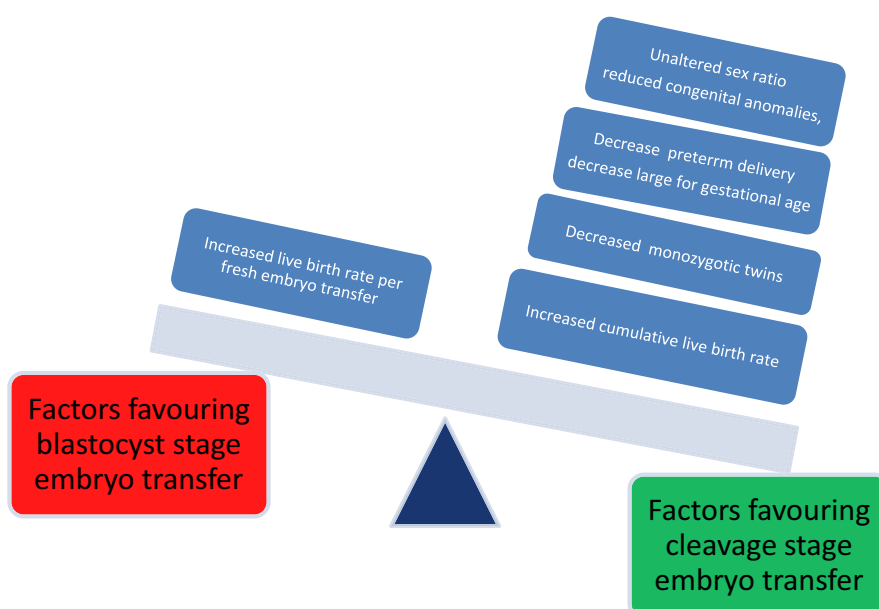 Unaltered sex ratio
reduced congenital anomalies,
Decrease preterrm delivery
decrease large for gestational age
Decreased monozygotic twins
Increased cumulative live birth rate
Increased live birth rate per
fresh embryo transfer
Factors favouring
blastocyst stage
embryo transfer
Factors favouring
cleavage stage
embryo transfer